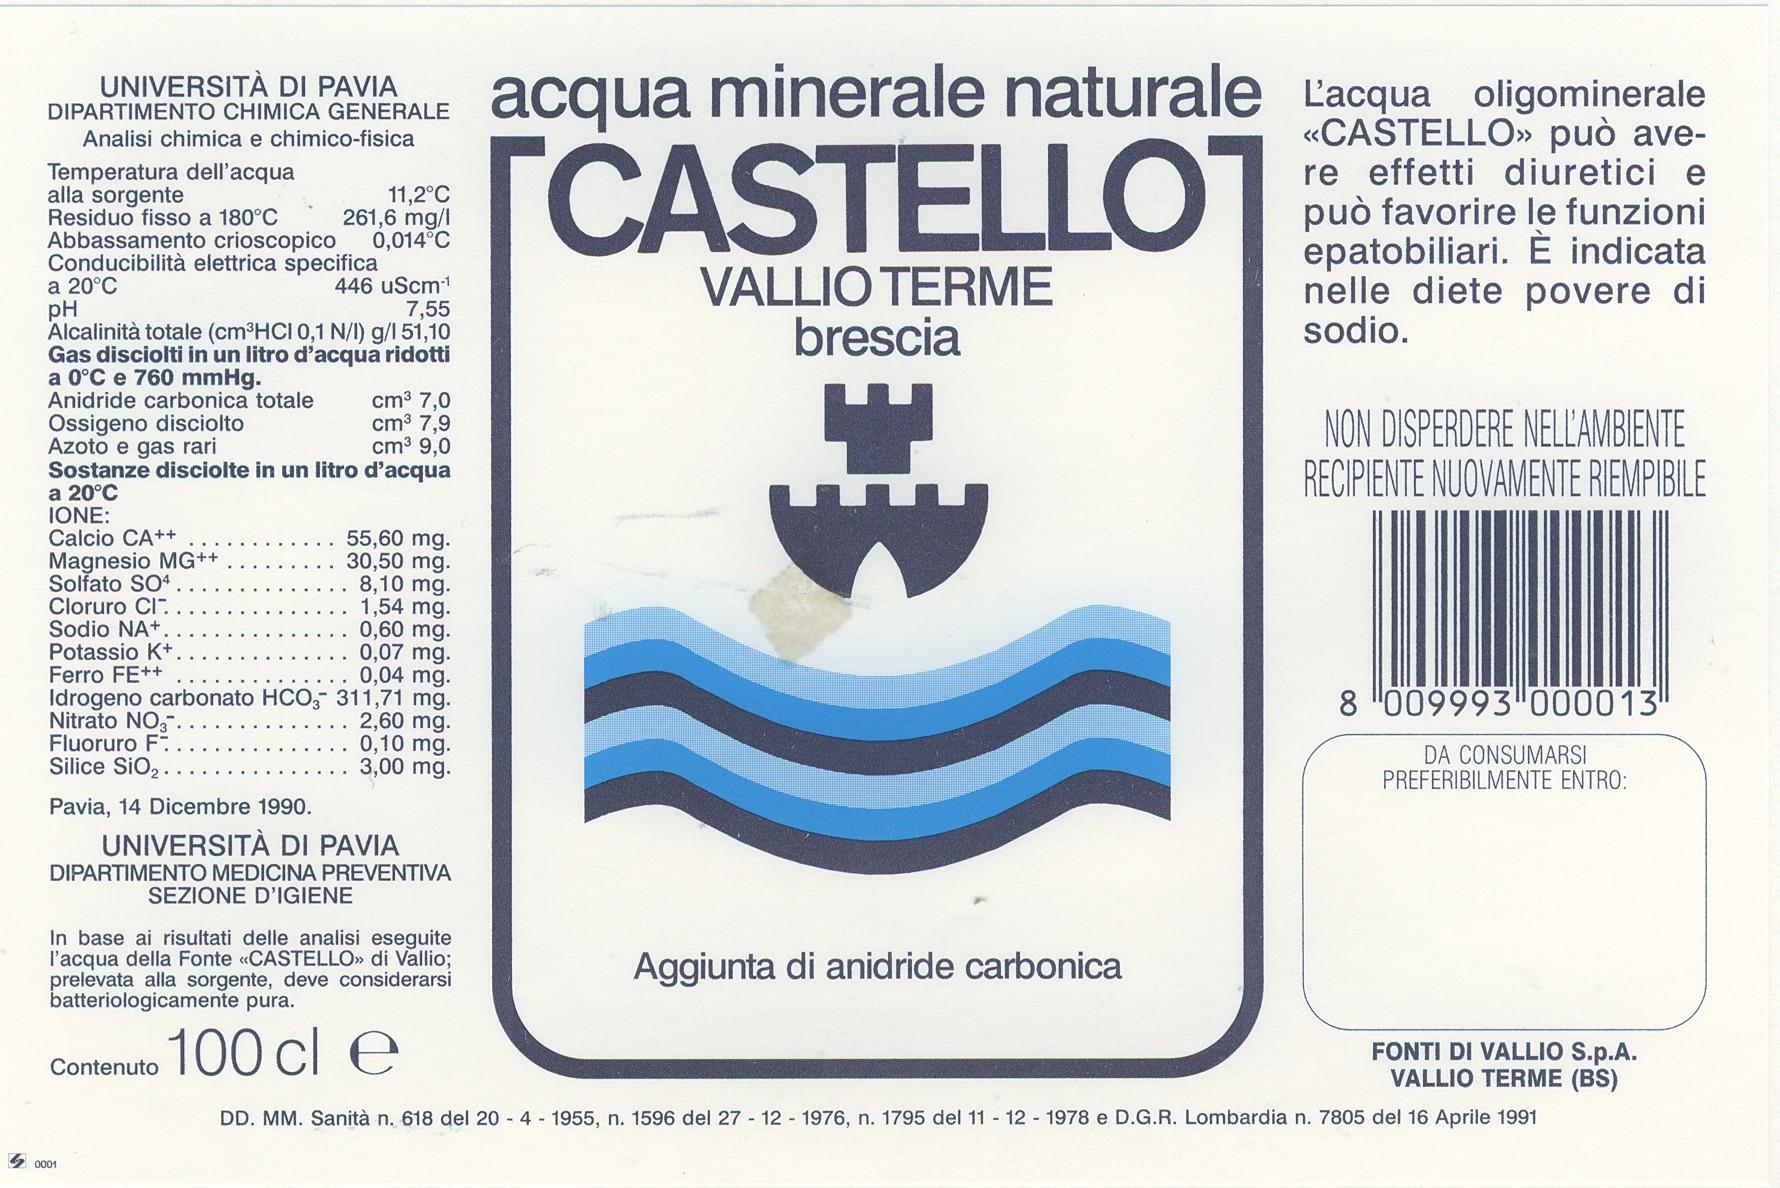 UNIVERSITÀ DI PAVIA
DIPARTIMENTO CHIMICA GENERALE
Analisi chimica e chimico-fisica
Temperatura dell'acqua
alla sorgente 11,2°C
Residuo fisso a 180°C 261,6 mg/l
Abbassamento crioscopico 0,014°C
Conducibilità elettrica specifica
a 20°C 446 uScm-¹
pH 7,55
Alcalinità totale (cm³HCl 0,1 N/l) g/l 51,10
Gas disciolti in un litro d'acqua ridotti
a 0°C e 760 mmHg.
Anidride carbonica totale cm³ 7,0
Ossigeno disciolto cm³ 7,9
Azoto e gas rari cm³ 9,0
Sostanze disciolte in un litro d'acqua
a 20°C
IONE:
Calcio CA⁺⁺ ............. 55,60 mg.
Magnesio MG⁺⁺ ......... 30,50 mg.
Solfato SO⁴ .............. 8,10 mg.
Cloruro Cl⁻ .............. 1,54 mg.
Sodio NA⁺ ............... 0,60 mg.
Potassio K⁺ .............. 0,07 mg.
Ferro FE⁺⁺ .............. 0,04 mg.
Idrogeno carbonato HCO₃⁻ 311,71 mg.
Nitrato NO₃⁻ ............. 2,60 mg.
Fluoruro F⁻ .............. 0,10 mg.
Silice SiO₂ ............... 3,00 mg.
Pavia, 14 Dicembre 1990.
UNIVERSITÀ DI PAVIA
DIPARTIMENTO MEDICINA PREVENTIVA
SEZIONE D'IGIENE
In base ai risultati delle analisi eseguite
l'acqua della Fonte «CASTELLO» di Vallio;
prelevata alla sorgente, deve considerarsi
batteriologicamente pura.
Contenuto 100 cl ℮
acqua minerale naturale
CASTELLO
VALLIO TERME
brescia
Aggiunta di anidride carbonica
L'acqua oligominerale
«CASTELLO» può ave-
re effetti diuretici e
può favorire le funzioni
epatobiliari. È indicata
nelle diete povere di
sodio.
NON DISPERDERE NELL'AMBIENTE
RECIPIENTE NUOVAMENTE RIEMPIBILE
8 009993 000013
DA CONSUMARSI
PREFERIBILMENTE ENTRO:
FONTI DI VALLIO S.p.A.
VALLIO TERME (BS)
DD. MM. Sanità n. 618 del 20 - 4 - 1955, n. 1596 del 27 - 12 - 1976, n. 1795 del 11 - 12 - 1978 e D.G.R. Lombardia n. 7805 del 16 Aprile 1991
0001